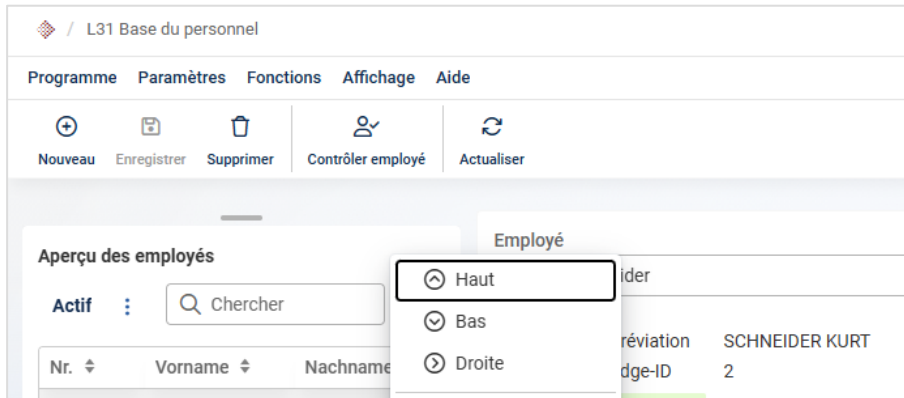 / L31 Base du personnel
Programme Paramètres Fonctions Affichage Aide
Nouveau Enregistrer Supprimer Contrôler employé Actualiser
Aperçu des employés
Actif Chercher
Nr. Vorname Nachname
Haut
Bas
Droite
Employé
ider
réviation SCHNEIDER KURT
dge-ID 2